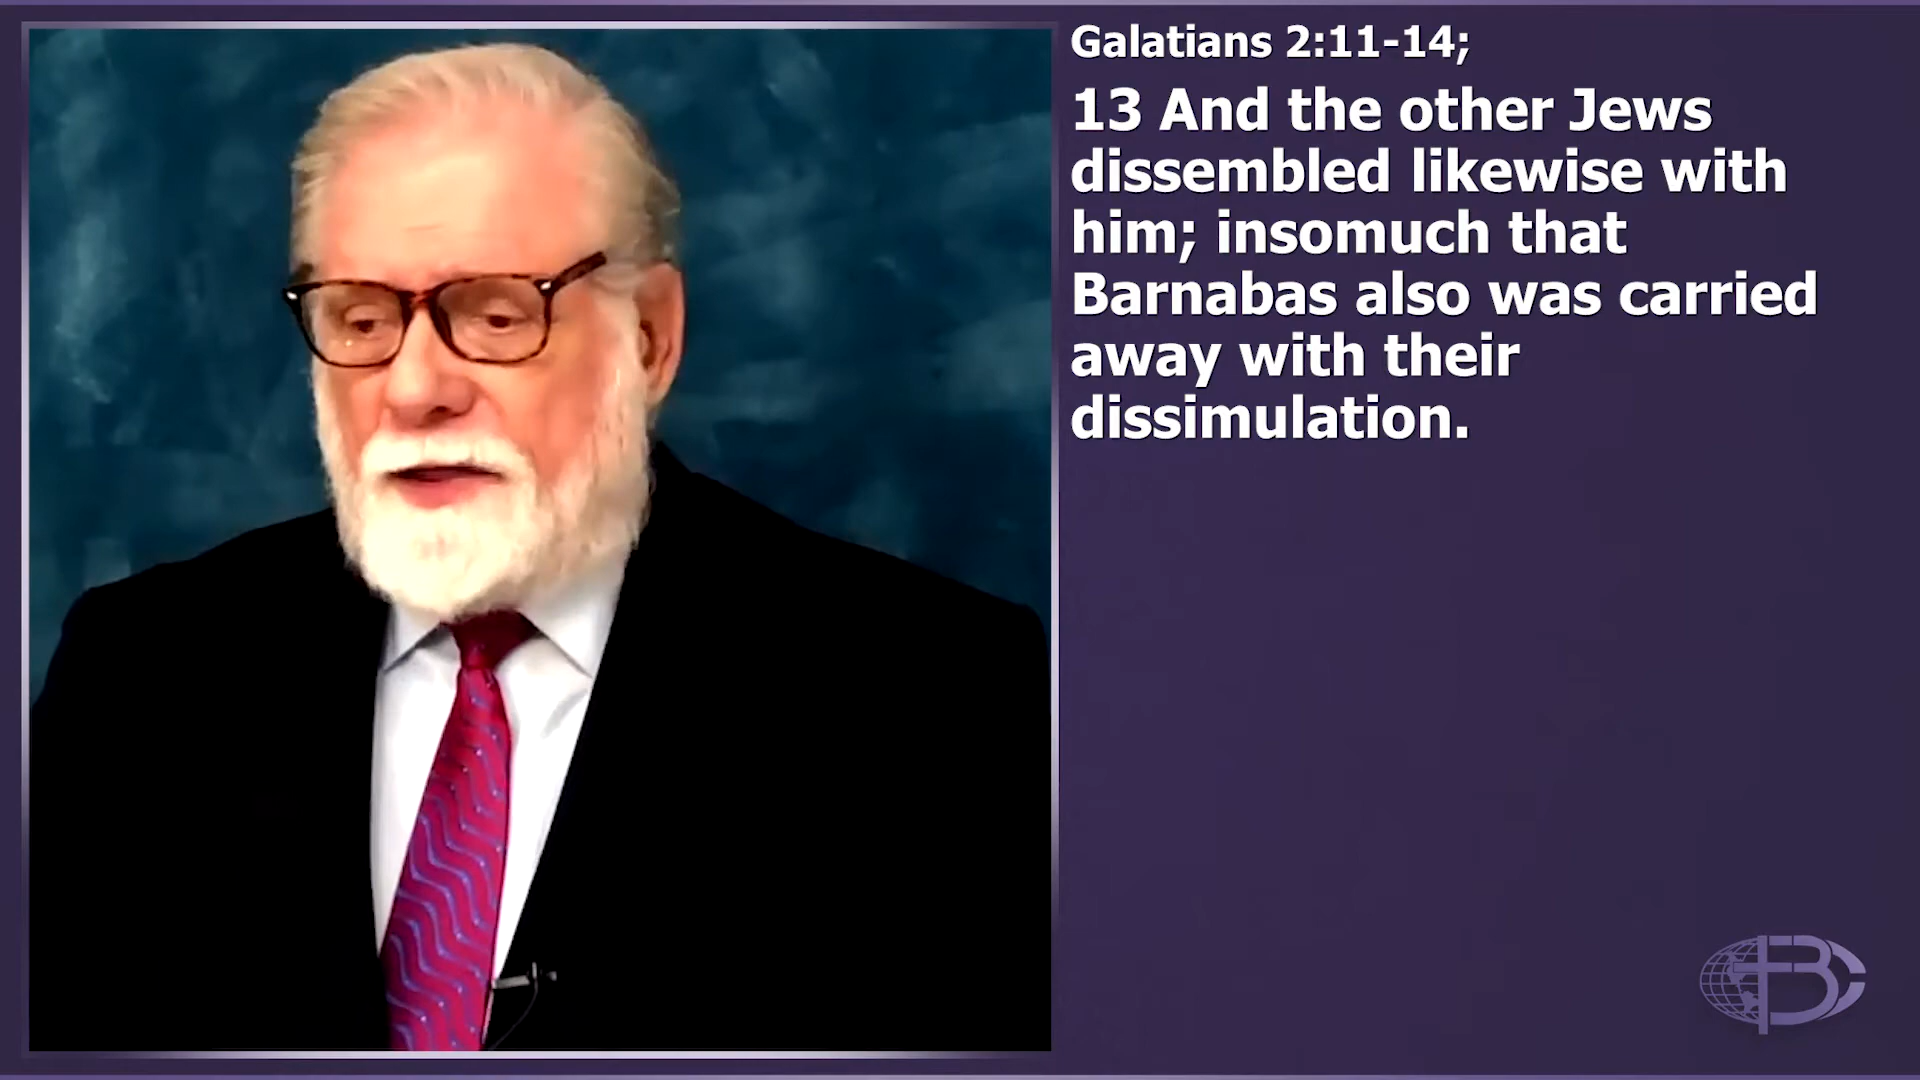 Galatians 2:11-14;
13 And the other Jews
dissembled likewise with
him; insomuch that
Barnabas also was carried
away with their
dissimulation.